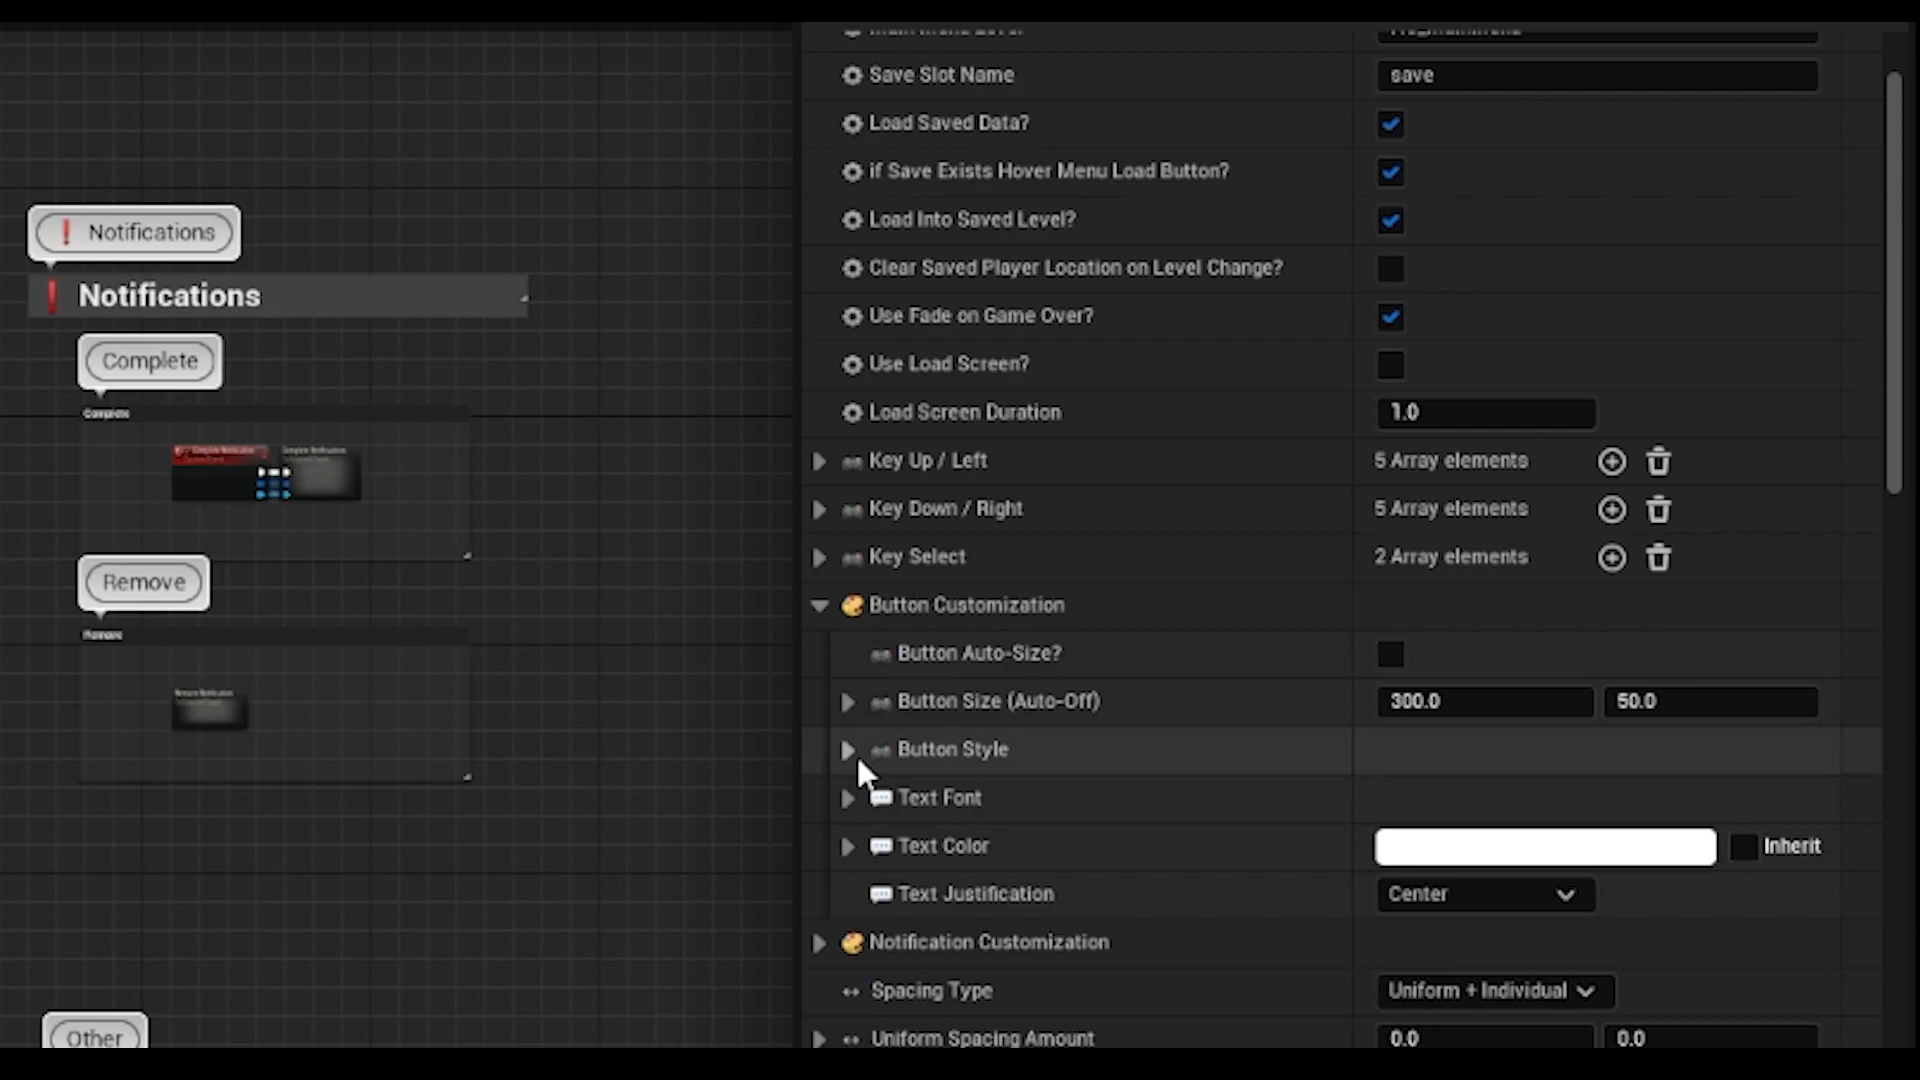 Notifications
Notifications
Complete
Complete
Remove
Remove
Other
Save Slot Name
save
Load Saved Data?
if Save Exists Hover Menu Load Button?
Load Into Saved Level?
Clear Saved Player Location on Level Change?
Use Fade on Game Over?
Use Load Screen?
Load Screen Duration
1.0
Key Up / Left
5 Array elements
Key Down / Right
5 Array elements
Key Select
2 Array elements
Button Customization
Button Auto-Size?
Button Size (Auto-Off)
300.0
50.0
Button Style
Text Font
Text Color
Inherit
Text Justification
Center
Notification Customization
Spacing Type
Uniform + Individual
Uniform Spacing Amount
0.0
0.0